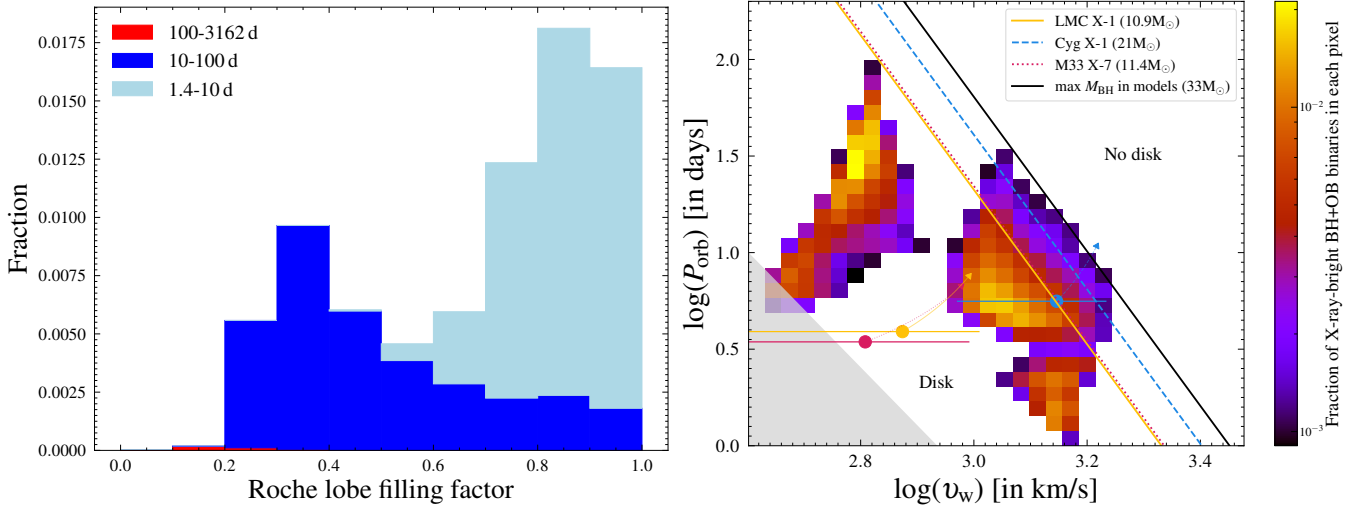 0.0175
0.0150
0.0125
0.0100
0.0075
0.0050
0.0025
0.0000
Fraction
100-3162 d
10-100 d
1.4-10 d
0.0 0.2 0.4 0.6 0.8 1.0
Roche lobe filling factor
2.0
1.5
1.0
0.5
0.0
log(P_orb) [in days]
LMC X-1 (10.9M☉)
Cyg X-1 (21M☉)
M33 X-7 (11.4M☉)
max M_BH in models (33M☉)
No disk
Disk
2.8 3.0 3.2 3.4
log(υ_w) [in km/s]
10⁻²
10⁻³
Fraction of X-ray-bright BH+OB binaries in each pixel